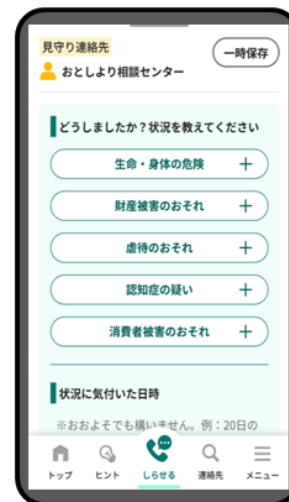 見守り連絡先
おとしより相談センター
一時保存
どうしましたか？状況を教えてください
生命・身体の危険
財産被害のおそれ
虐待のおそれ
認知症の疑い
消費者被害のおそれ
状況に気付いた日時
※おおよそでも構いません。例：20日の
トップ ヒント しらせる 連絡先 メニュー